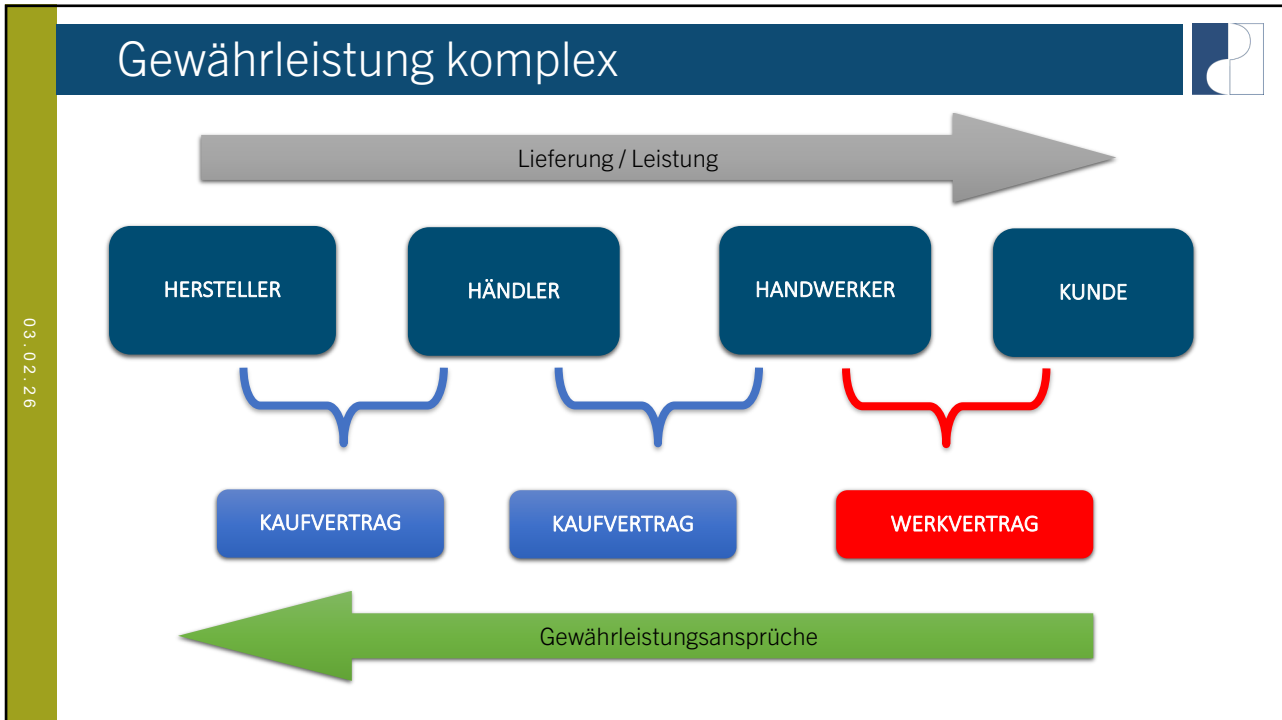 Gewährleistung komplex
Lieferung / Leistung
HERSTELLER
HÄNDLER
HANDWERKER
KUNDE
03.02.26
KAUFVERTRAG
KAUFVERTRAG
WERKVERTRAG
Gewährleistungsansprüche